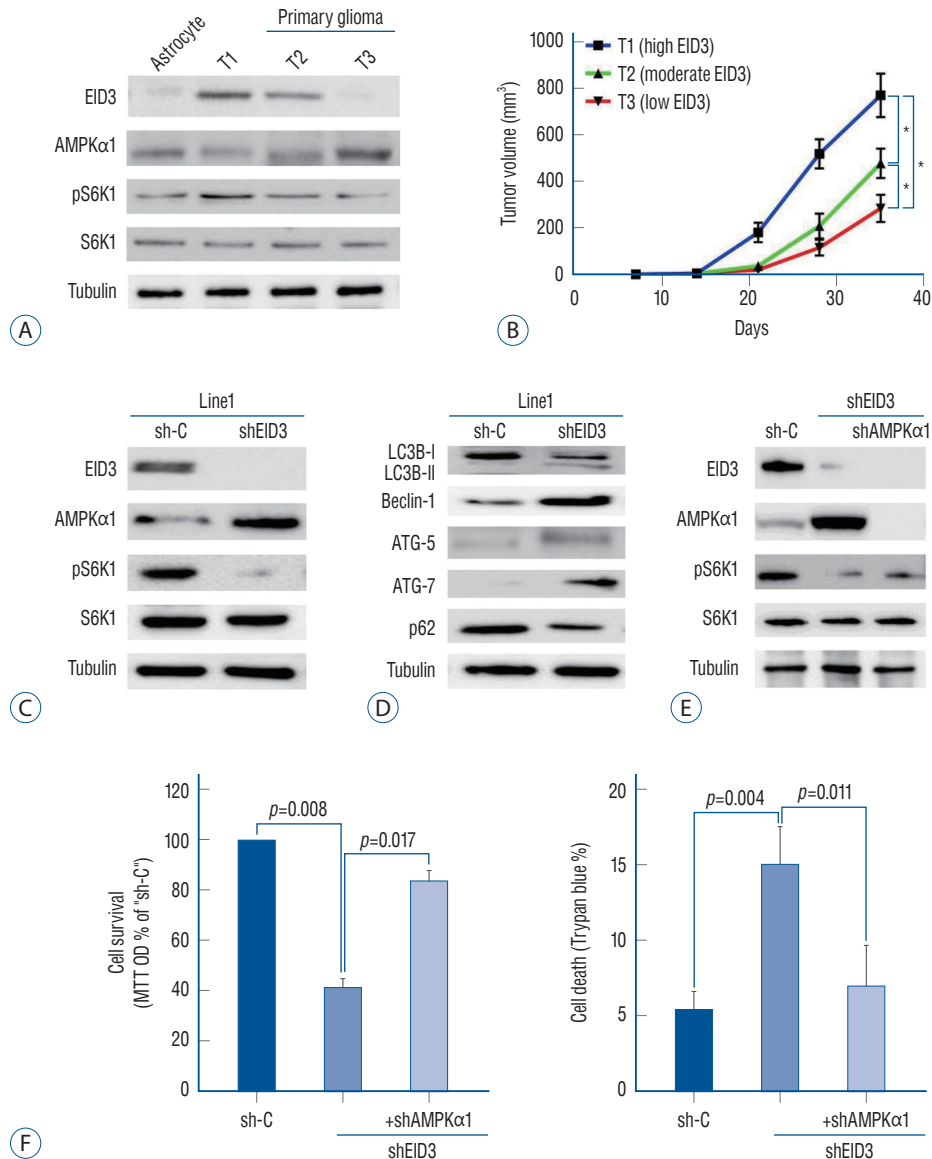 Primary glioma
Astrocyte T1 T2 T3
EID3
AMPKα1
pS6K1
S6K1
Tubulin
A
1000
800
600
400
200
0
Tumor volume (mm³)
T1 (high EID3)
T2 (moderate EID3)
T3 (low EID3)
*
*
*
0 10 20 30 40
Days
B
Line1
sh-C shEID3
EID3
AMPKα1
pS6K1
S6K1
Tubulin
C
Line1
sh-C shEID3
LC3B-I
LC3B-II
Beclin-1
ATG-5
ATG-7
p62
Tubulin
D
shEID3
sh-C shAMPKα1
EID3
AMPKα1
pS6K1
S6K1
Tubulin
E
Cell survival
(MTT OD % of "sh-C")
120
100
80
60
40
20
0
p=0.008
p=0.017
sh-C +shAMPKα1
shEID3
Cell death (Trypan blue %)
20
15
10
5
0
p=0.004
p=0.011
sh-C +shAMPKα1
shEID3
F